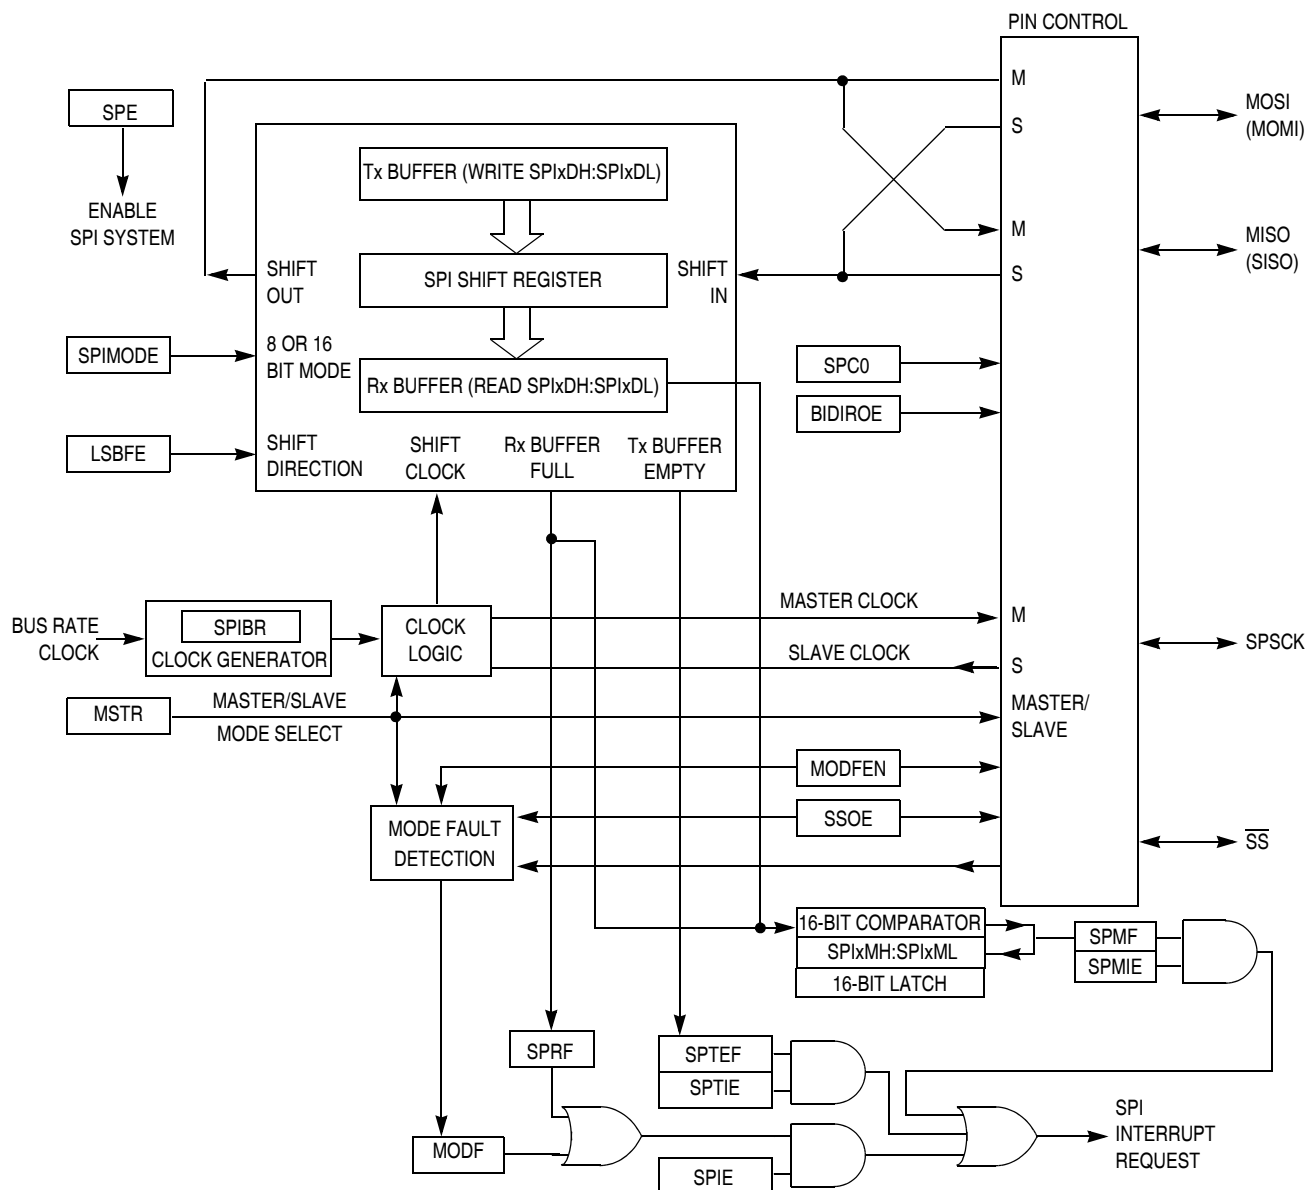 PIN CONTROL
M
SPE
MOSI
(MOMI)
S
Tx BUFFER (WRITE SPIxDH:SPIxDL)
ENABLE
SPI SYSTEM
M
MISO
(SISO)
SHIFT
OUT
SPI SHIFT REGISTER
SHIFT
IN
S
SPIMODE
8 OR 16
BIT MODE
SPC0
Rx BUFFER (READ SPIxDH:SPIxDL)
BIDIROE
LSBFE
SHIFT
DIRECTION
SHIFT
CLOCK
Rx BUFFER
FULL
Tx BUFFER
EMPTY
MASTER CLOCK
M
BUS RATE
CLOCK
SPIBR
CLOCK GENERATOR
CLOCK
LOGIC
SPSCK
SLAVE CLOCK
S
MSTR
MASTER/SLAVE
MODE SELECT
MASTER/
SLAVE
MODFEN
SSOE
MODE FAULT
DETECTION
SS
16-BIT COMPARATOR
SPIxMH:SPIxML
16-BIT LATCH
SPMF
SPMIE
SPRF
SPTEF
SPTIE
SPI
INTERRUPT
REQUEST
MODF
SPIE